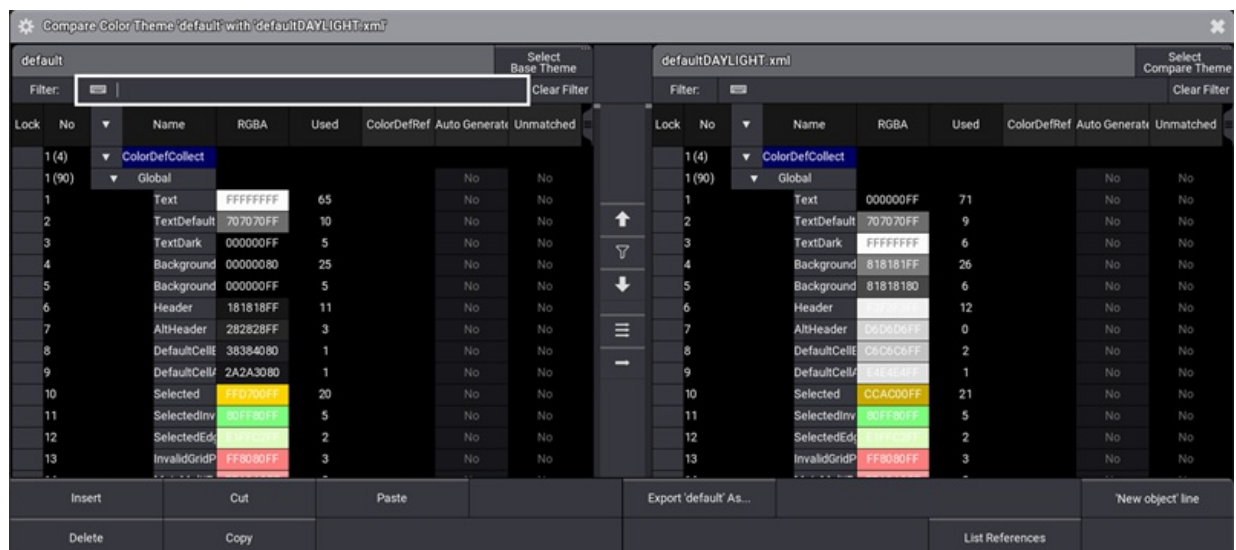 Compare Color Theme 'default' with 'defaultDAYLIGHT.xml'
default Select Base Theme
Filter: Clear Filter
Lock No Name RGBA Used ColorDefRef Auto Generate Unmatched
1 (4) ColorDefCollect
1 (90) Global No No
1 Text FFFFFFFF 65 No No
2 TextDefault 707070FF 10 No No
3 TextDark 000000FF 5 No No
4 Background 00000080 25 No No
5 Background 000000FF 5 No No
6 Header 181818FF 11 No No
7 AltHeader 282828FF 3 No No
8 DefaultCellE 38384080 1 No No
9 DefaultCellA 2A2A3080 1 No No
10 Selected FFD700FF 20 No No
11 SelectedInv 80FF80FF 5 No No
12 SelectedEdg 2 No No
13 InvalidGridP FF8080FF 3 No No
defaultDAYLIGHT.xml Select Compare Theme
Filter: Clear Filter
Lock No Name RGBA Used ColorDefRef Auto Generate Unmatched
1 (4) ColorDefCollect
1 (90) Global No No
1 Text 000000FF 71 No No
2 TextDefault 707070FF 9 No No
3 TextDark FFFFFFFF 6 No No
4 Background 818181FF 26 No No
5 Background 81818180 6 No No
6 Header 12 No No
7 AltHeader D6D6D6FF 0 No No
8 DefaultCellE C6C6C6FF 2 No No
9 DefaultCellA E4E4E4FF 1 No No
10 Selected CCAC00FF 21 No No
11 SelectedInv 80FF80FF 5 No No
12 SelectedEdg 2 No No
13 InvalidGridP FF8080FF 3 No No
Insert Cut Paste Export 'default' As... 'New object' line
Delete Copy List References